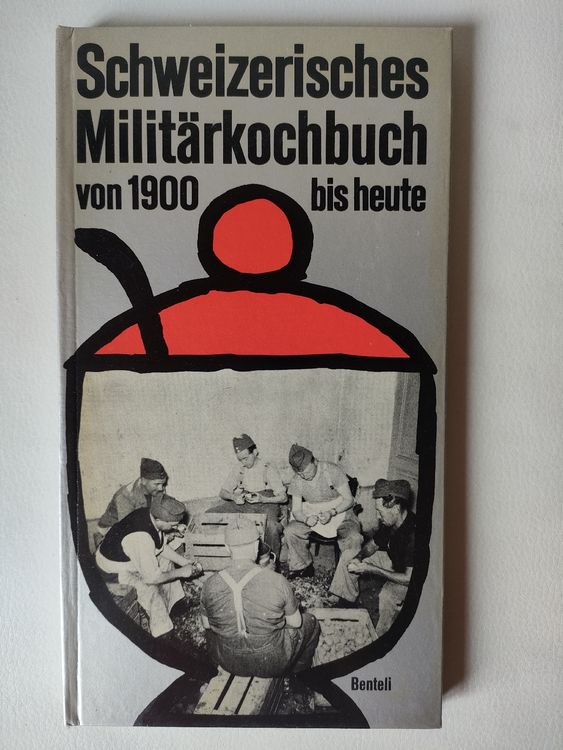 Schweizerisches
Militärkochbuch
von 1900 bis heute
Benteli